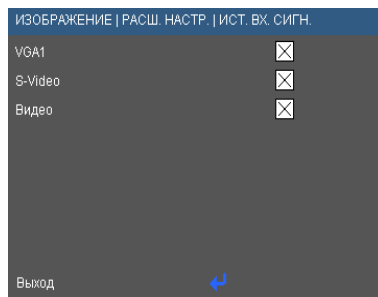 ИЗОБРАЖЕНИЕ | РАСШ. НАСТР. | ИСТ. ВХ. СИГН.
VGA1
S-Video
Видео
Выход